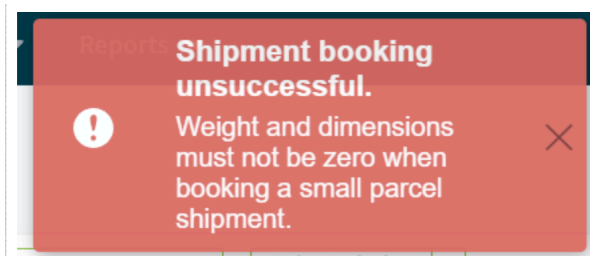 Reports
Shipment booking
unsuccessful.
Weight and dimensions
must not be zero when
booking a small parcel
shipment.